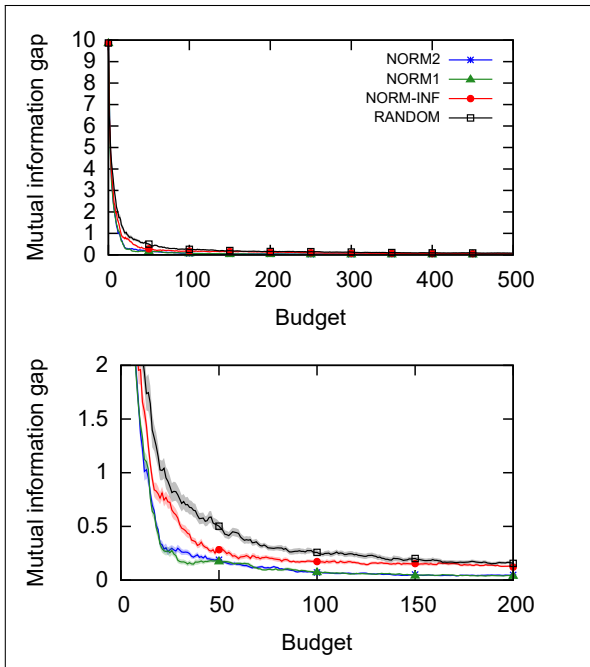 10
9
8
7
6
5
4
3
2
1
0
Mutual information gap
NORM2
NORM1
NORM-INF
RANDOM
0 100 200 300 400 500
Budget
2
1.5
1
0.5
0
Mutual information gap
0 50 100 150 200
Budget